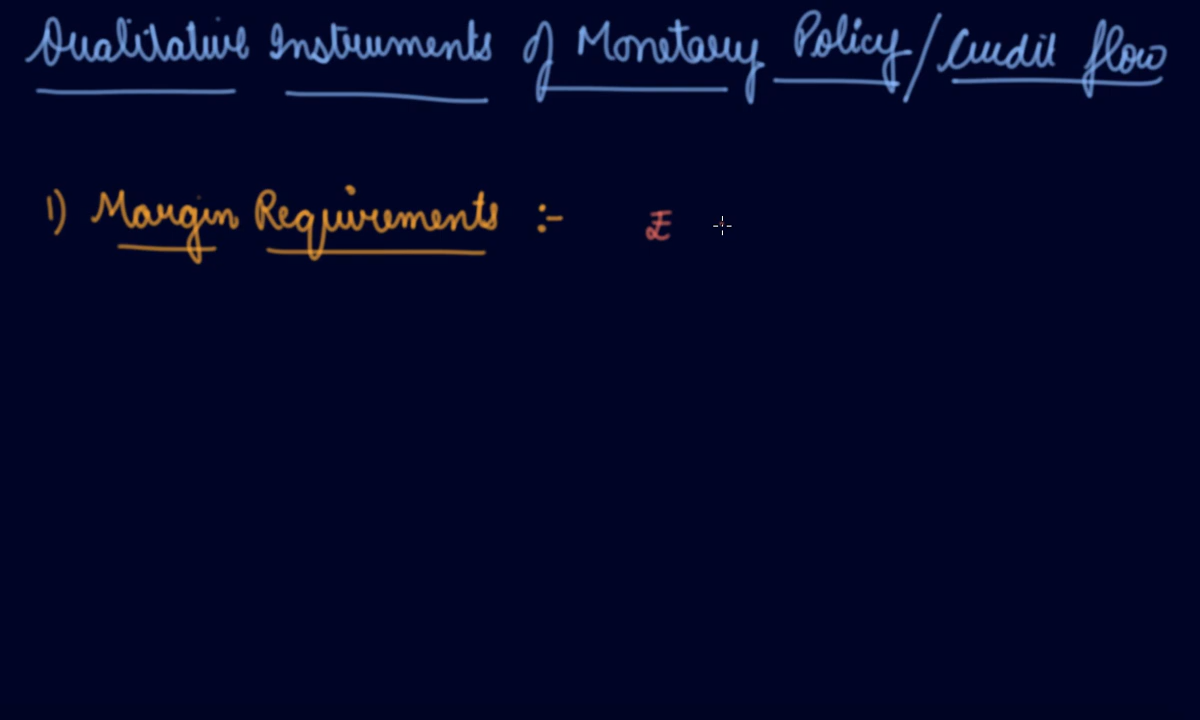 Qualitative Instruments of Monetary Policy/Credit flow
1) Margin Requirements :-